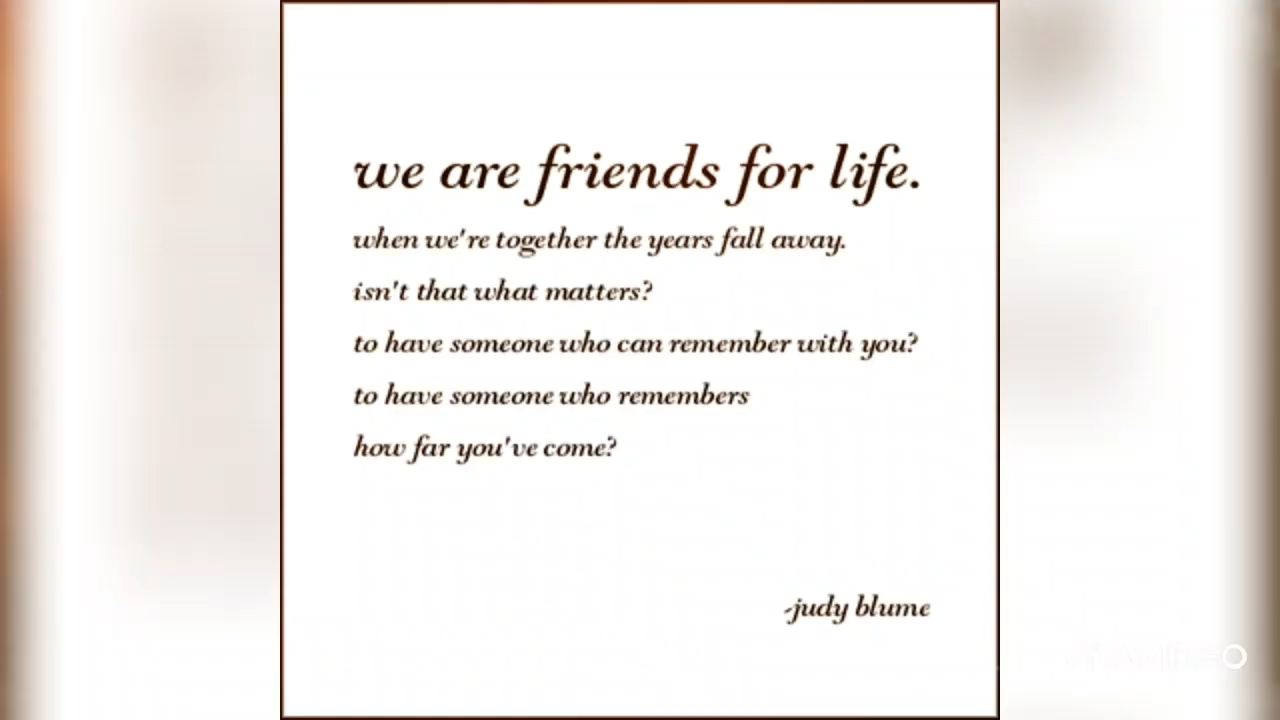 we are friends for life.
when we're together the years fall away.
isn't that what matters?
to have someone who can remember with you?
to have someone who remembers
how far you've come?
-judy blume